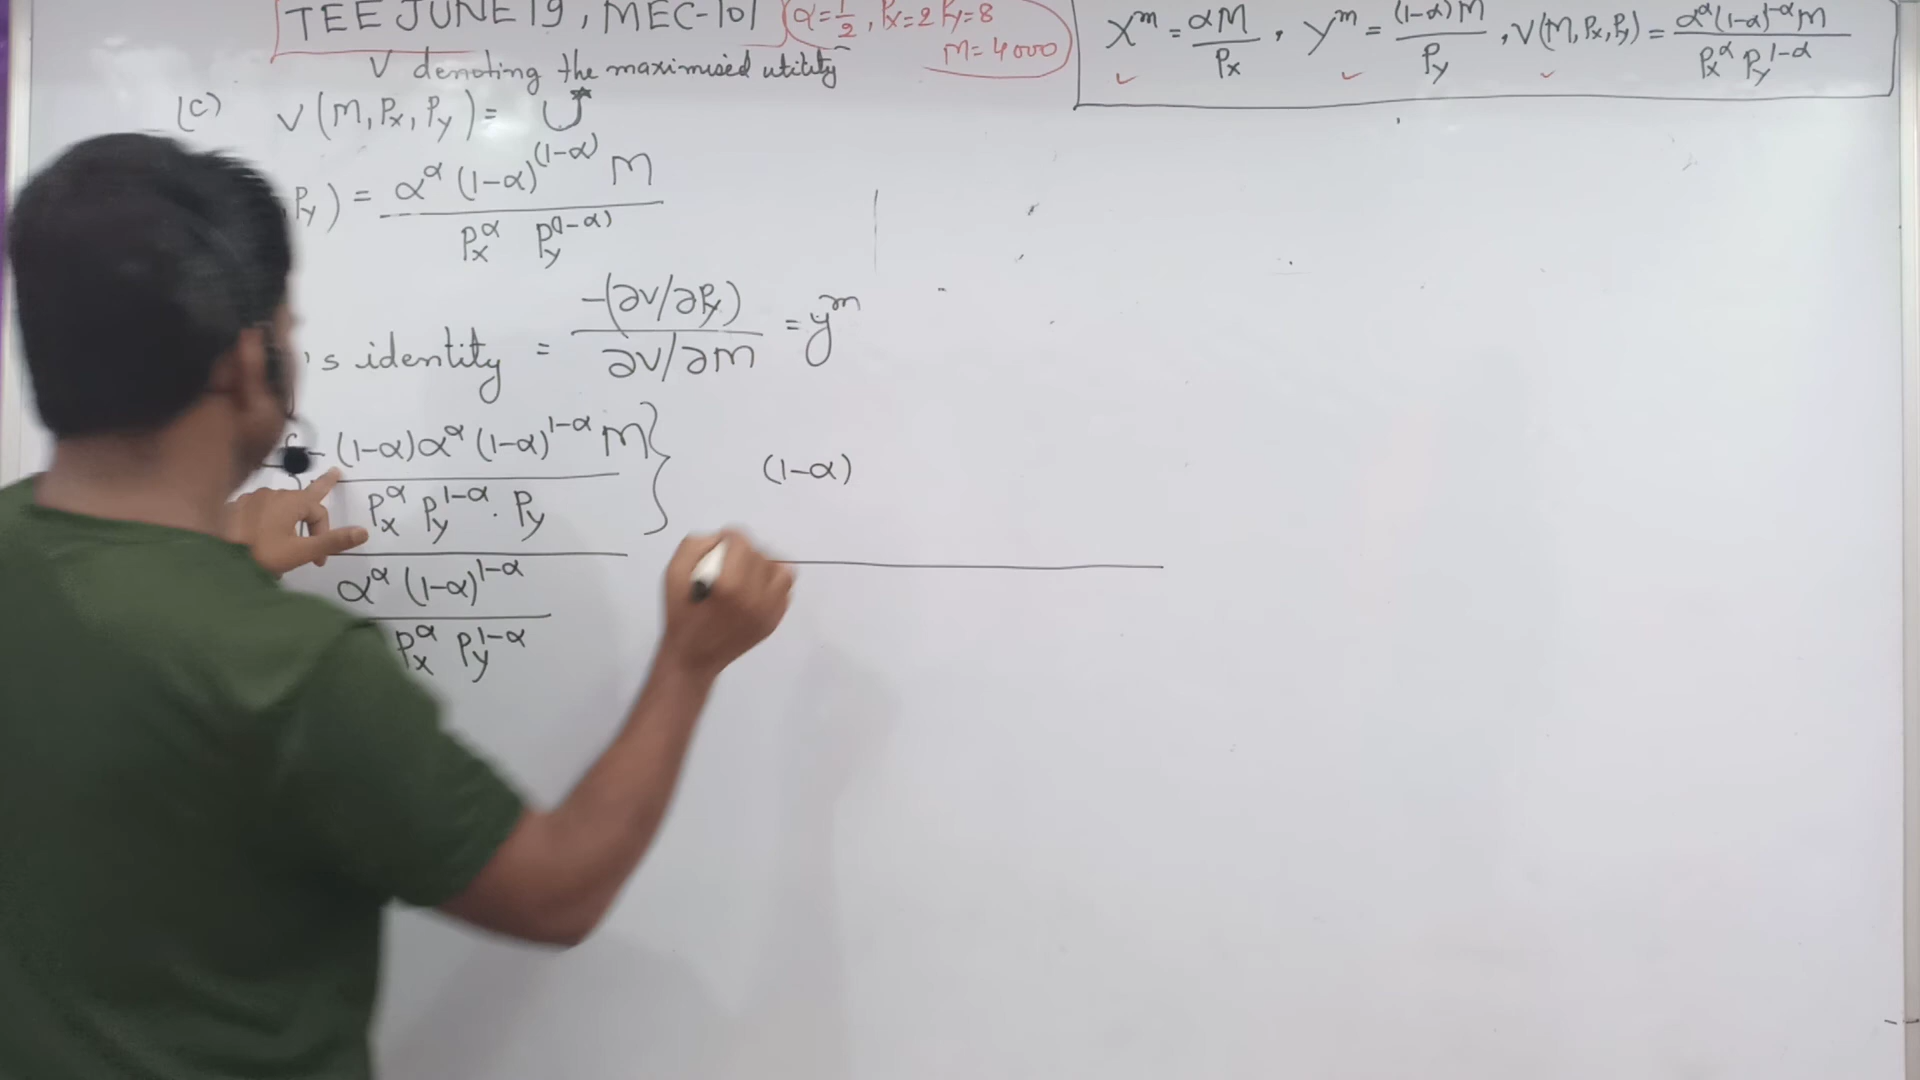 TEE JUNE 19, MEC-101
α=1/2, Px=2 Py=8
M=4000
X^m = αM/Px, Y^m = (1-α)M/Py, V(M,Px,Py) = α^α (1-α)^(1-α) M / Px^α Py^(1-α)
V denoting the maximised utility
(C) V(M,Px,Py) = U*
Py) = α^α (1-α)^(1-α) M / Px^α Py^(1-α)
's identity = -(∂V/∂Py) / ∂V/∂M = y^m
-(1-α)α^α (1-α)^(1-α) M / Px^α Py^(1-α) . Py }
(1-α)
α^α (1-α)^(1-α) / Px^α Py^(1-α)